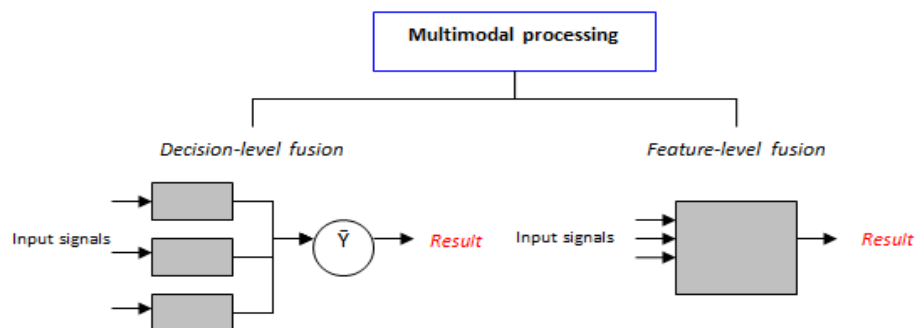 Multimodal processing
Decision-level fusion
Feature-level fusion
Input signals
Ȳ
Result
Input signals
Result